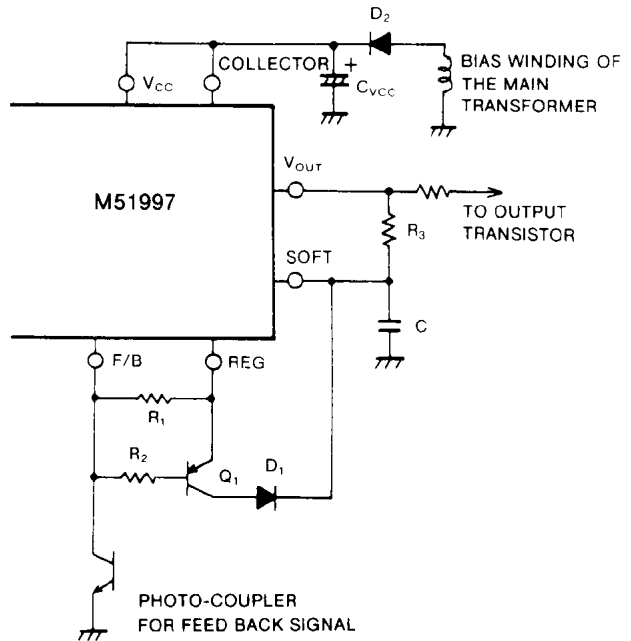 D2
VCC
COLLECTOR
+
CVCC
BIAS WINDING OF
THE MAIN
TRANSFORMER
VOUT
M51997
R3
TO OUTPUT
TRANSISTOR
SOFT
C
F/B
REG
R1
R2
Q1
D1
PHOTO-COUPLER
FOR FEED BACK SIGNAL